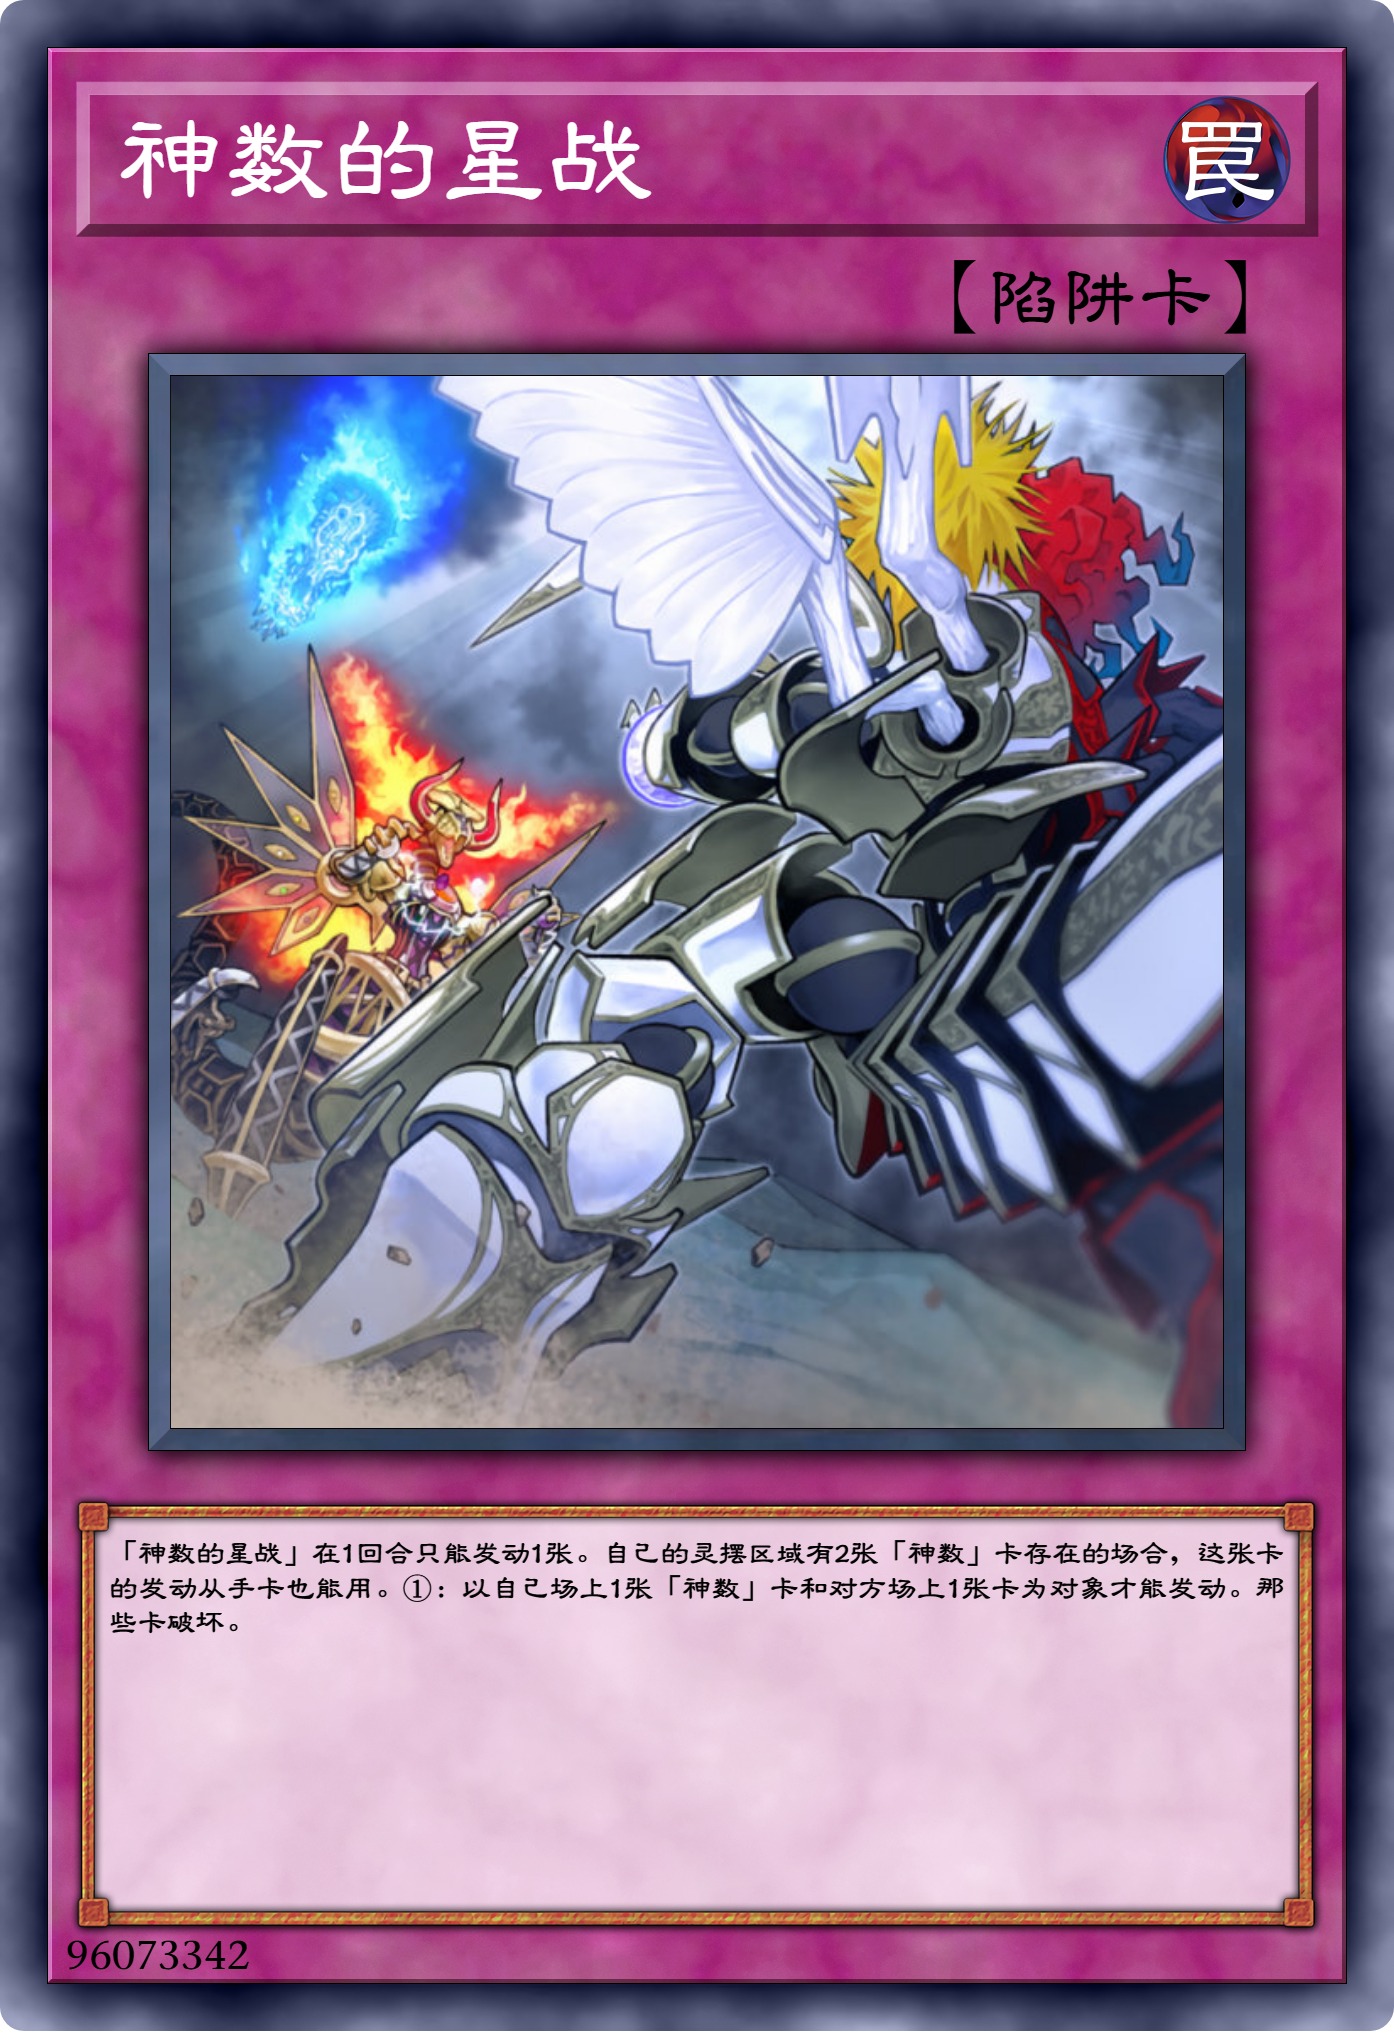 神数的星战
罠
【陷阱卡】
「神数的星战」在1回合只能发动1张。自己的灵摆区域有2张「神数」卡存在的场合，这张卡
的发动从手卡也能用。①：以自己场上1张「神数」卡和对方场上1张卡为对象才能发动。那
些卡破坏。
96073342